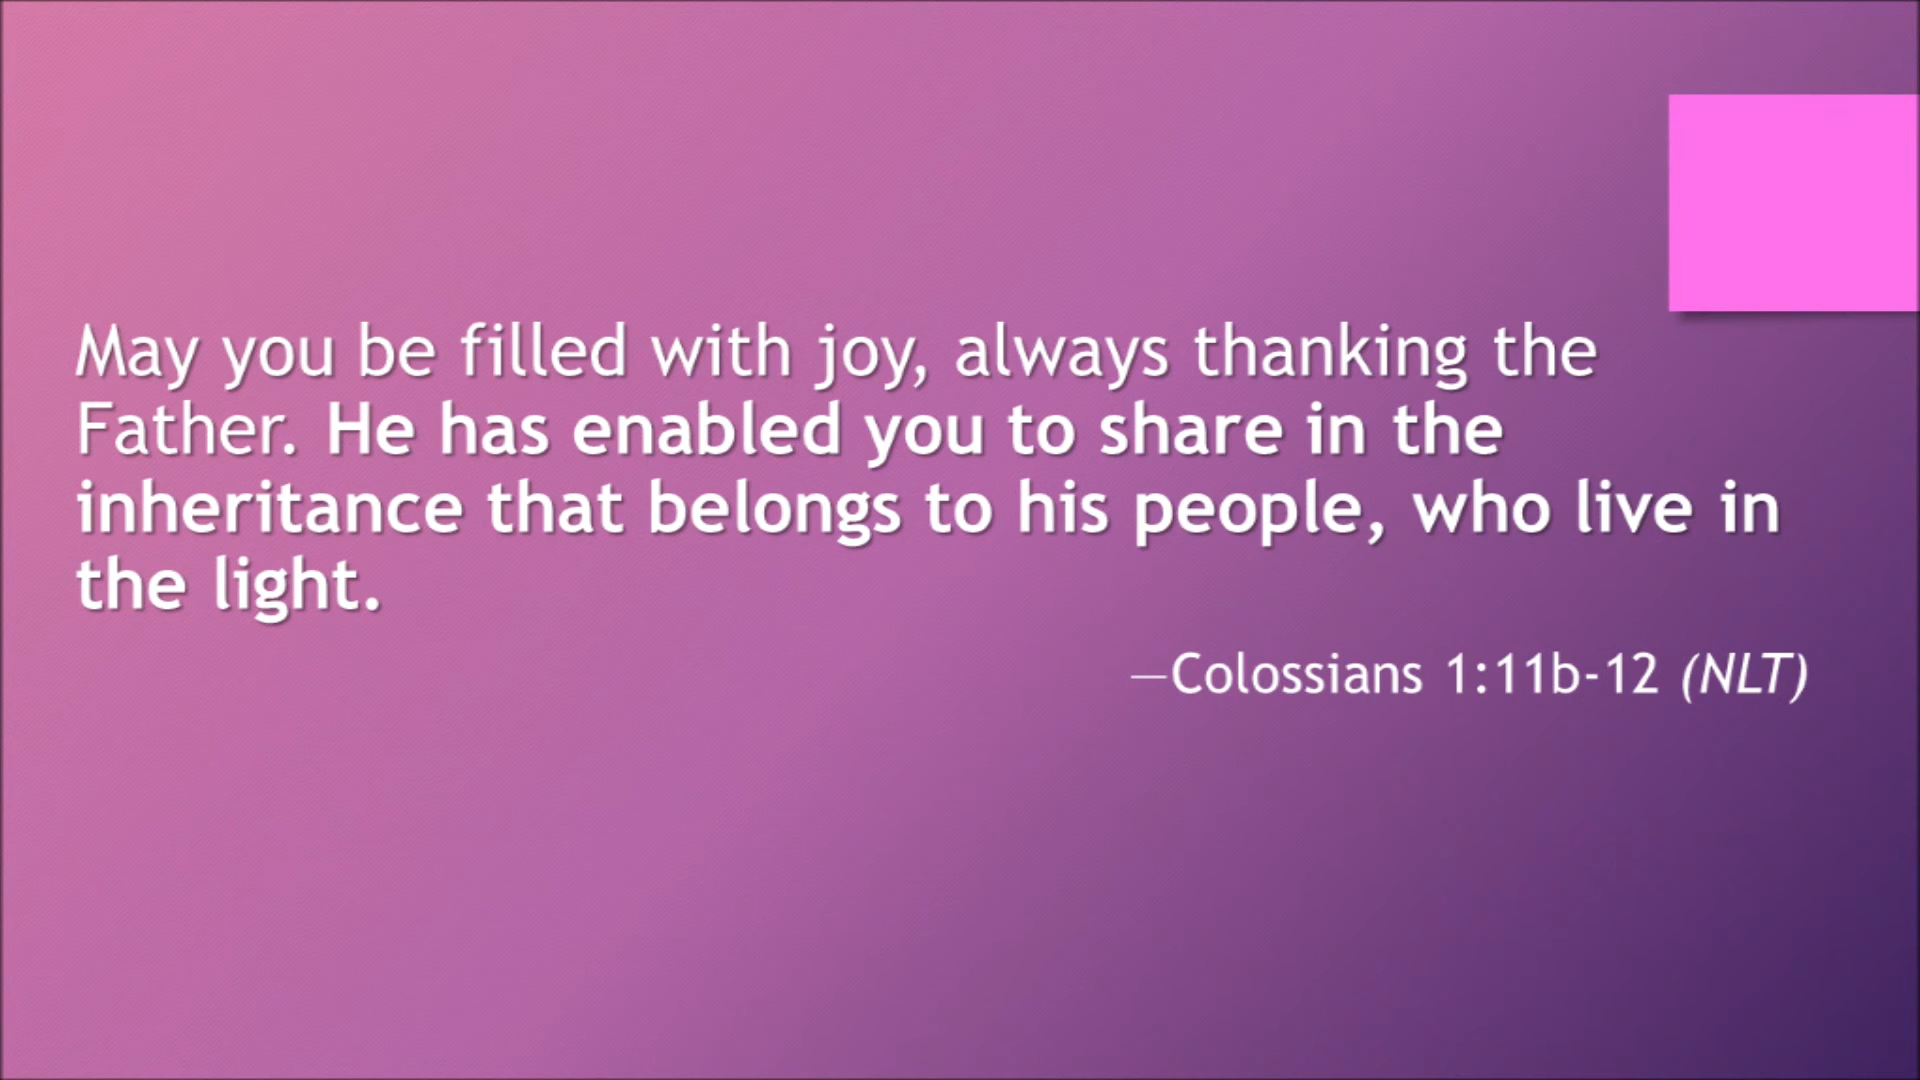 May you be filled with joy, always thanking the
Father. He has enabled you to share in the
inheritance that belongs to his people, who live in
the light.
—Colossians 1:11b-12 (NLT)